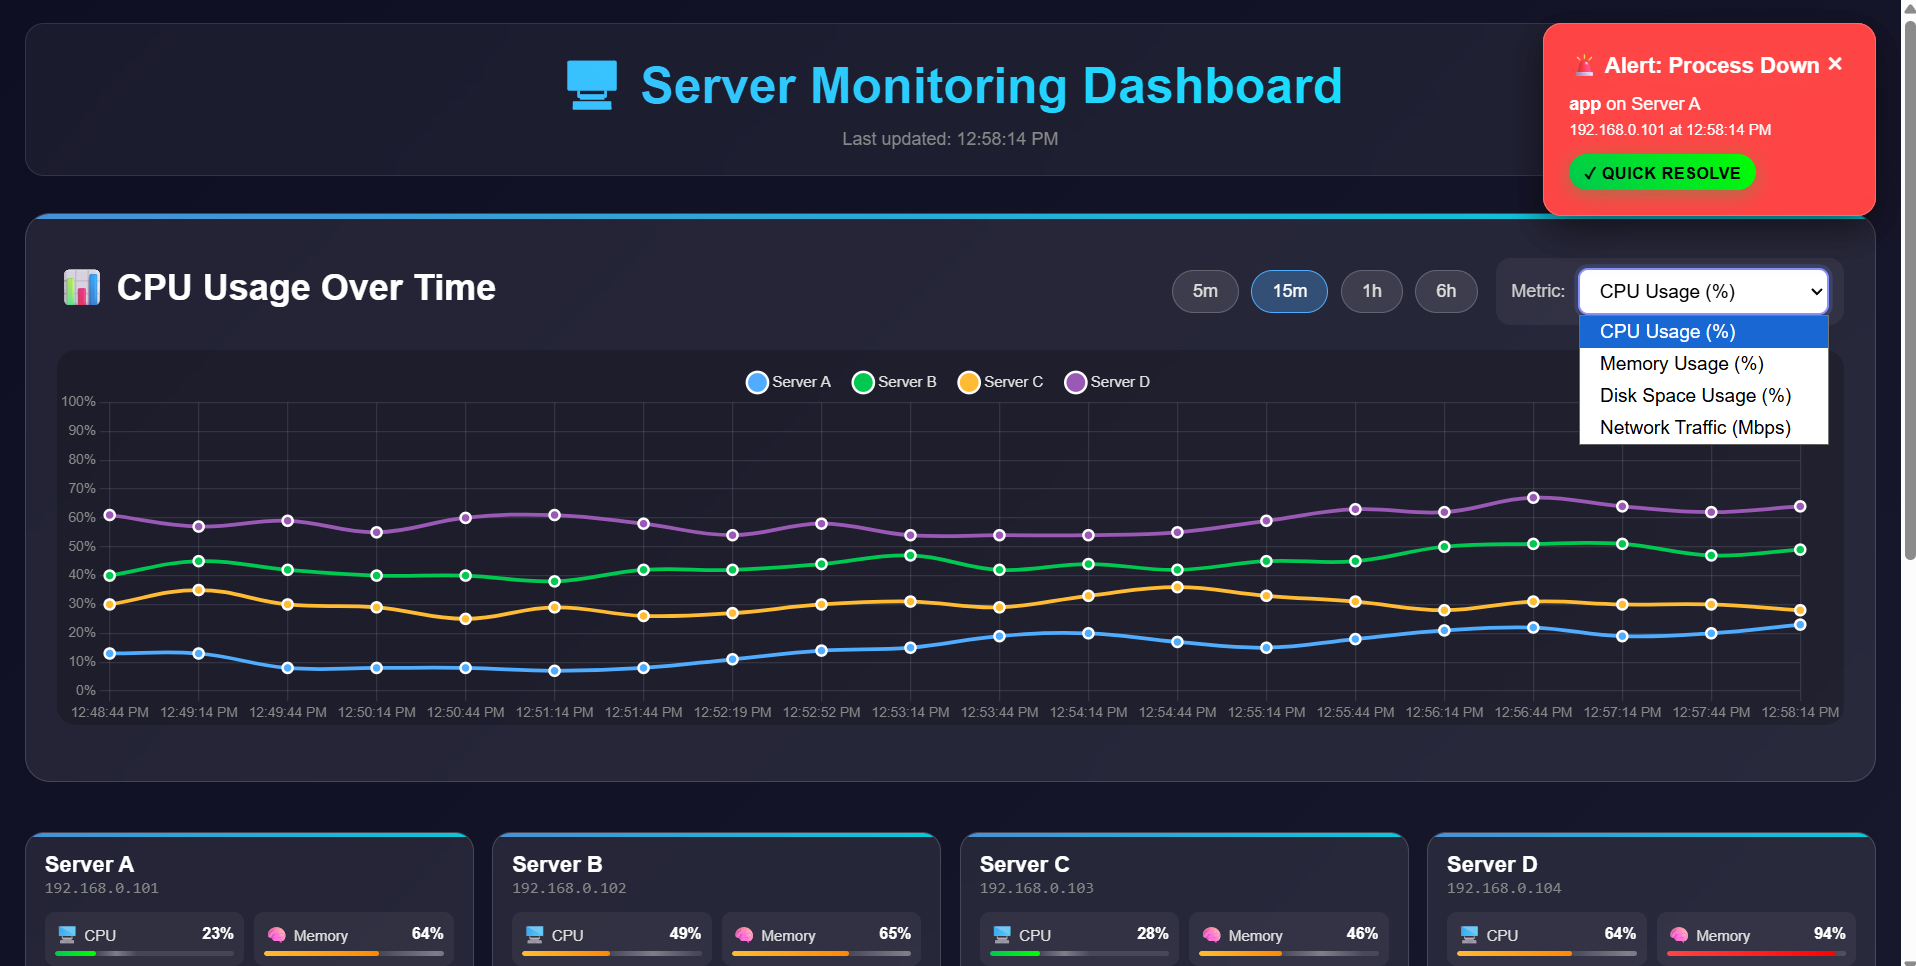 Server Monitoring Dashboard
Last updated: 12:58:14 PM
Alert: Process Down ×
app on Server A
192.168.0.101 at 12:58:14 PM
✓ QUICK RESOLVE
CPU Usage Over Time
5m 15m 1h 6h Metric: CPU Usage (%)
CPU Usage (%)
Memory Usage (%)
Disk Space Usage (%)
Network Traffic (Mbps)
Server A Server B Server C Server D
100%
90%
80%
70%
60%
50%
40%
30%
20%
10%
0%
12:48:44 PM 12:49:14 PM 12:49:44 PM 12:50:14 PM 12:50:44 PM 12:51:14 PM 12:51:44 PM 12:52:19 PM 12:52:52 PM 12:53:14 PM 12:53:44 PM 12:54:14 PM 12:54:44 PM 12:55:14 PM 12:55:44 PM 12:56:14 PM 12:56:44 PM 12:57:14 PM 12:57:44 PM 12:58:14 PM
Server A
192.168.0.101
CPU 23% Memory 64%
Server B
192.168.0.102
CPU 49% Memory 65%
Server C
192.168.0.103
CPU 28% Memory 46%
Server D
192.168.0.104
CPU 64% Memory 94%